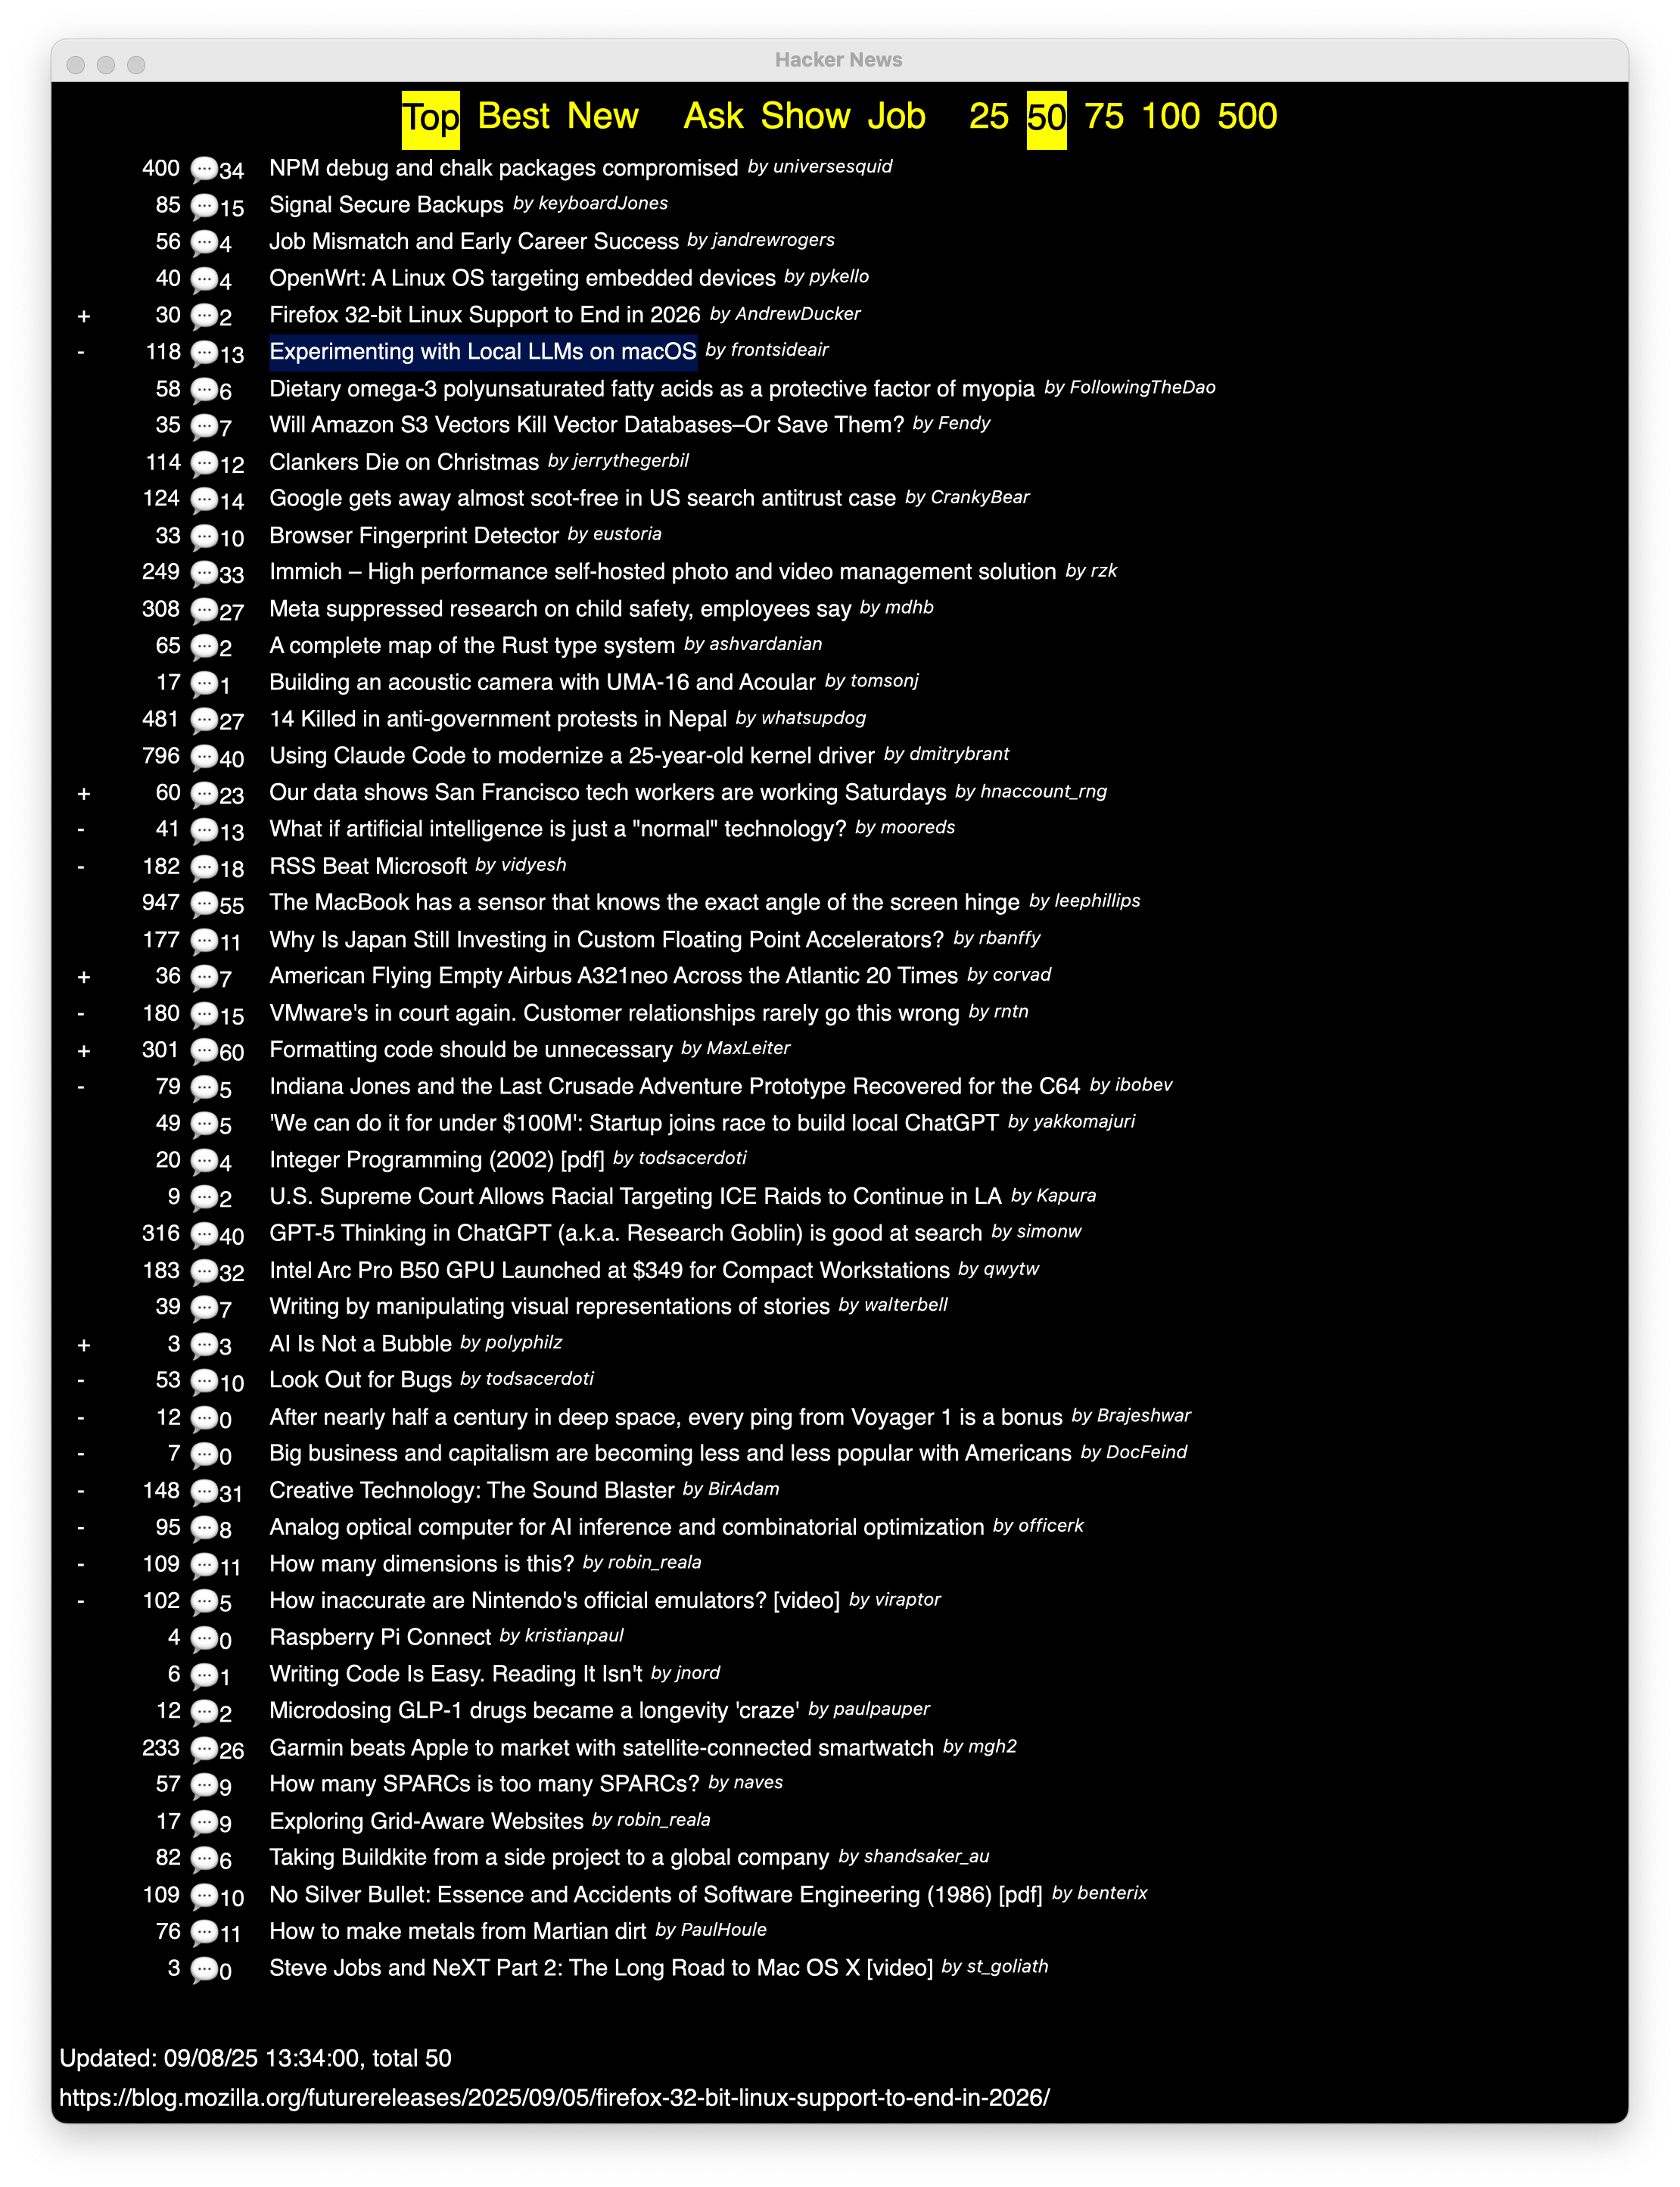 Hacker News
Top Best New Ask Show Job 25 50 75 100 500
400 💬34 NPM debug and chalk packages compromised by universesquid
85 💬15 Signal Secure Backups by keyboardJones
56 💬4 Job Mismatch and Early Career Success by jandrewrogers
40 💬4 OpenWrt: A Linux OS targeting embedded devices by pykello
+ 30 💬2 Firefox 32-bit Linux Support to End in 2026 by AndrewDucker
- 118 💬13 Experimenting with Local LLMs on macOS by frontsideair
58 💬6 Dietary omega-3 polyunsaturated fatty acids as a protective factor of myopia by FollowingTheDao
35 💬7 Will Amazon S3 Vectors Kill Vector Databases–Or Save Them? by Fendy
114 💬12 Clankers Die on Christmas by jerrythegerbil
124 💬14 Google gets away almost scot-free in US search antitrust case by CrankyBear
33 💬10 Browser Fingerprint Detector by eustoria
249 💬33 Immich – High performance self-hosted photo and video management solution by rzk
308 💬27 Meta suppressed research on child safety, employees say by mdhb
65 💬2 A complete map of the Rust type system by ashvardanian
17 💬1 Building an acoustic camera with UMA-16 and Acoular by tomsonj
481 💬27 14 Killed in anti-government protests in Nepal by whatsupdog
796 💬40 Using Claude Code to modernize a 25-year-old kernel driver by dmitrybrant
+ 60 💬23 Our data shows San Francisco tech workers are working Saturdays by hnaccount_rng
- 41 💬13 What if artificial intelligence is just a "normal" technology? by mooreds
- 182 💬18 RSS Beat Microsoft by vidyesh
947 💬55 The MacBook has a sensor that knows the exact angle of the screen hinge by leephillips
177 💬11 Why Is Japan Still Investing in Custom Floating Point Accelerators? by rbanffy
+ 36 💬7 American Flying Empty Airbus A321neo Across the Atlantic 20 Times by corvad
- 180 💬15 VMware's in court again. Customer relationships rarely go this wrong by rntn
+ 301 💬60 Formatting code should be unnecessary by MaxLeiter
- 79 💬5 Indiana Jones and the Last Crusade Adventure Prototype Recovered for the C64 by ibobev
49 💬5 'We can do it for under $100M': Startup joins race to build local ChatGPT by yakkomajuri
20 💬4 Integer Programming (2002) [pdf] by todsacerdoti
9 💬2 U.S. Supreme Court Allows Racial Targeting ICE Raids to Continue in LA by Kapura
316 💬40 GPT-5 Thinking in ChatGPT (a.k.a. Research Goblin) is good at search by simonw
183 💬32 Intel Arc Pro B50 GPU Launched at $349 for Compact Workstations by qwytw
39 💬7 Writing by manipulating visual representations of stories by walterbell
+ 3 💬3 AI Is Not a Bubble by polyphilz
- 53 💬10 Look Out for Bugs by todsacerdoti
- 12 💬0 After nearly half a century in deep space, every ping from Voyager 1 is a bonus by Brajeshwar
- 7 💬0 Big business and capitalism are becoming less and less popular with Americans by DocFeind
- 148 💬31 Creative Technology: The Sound Blaster by BirAdam
- 95 💬8 Analog optical computer for AI inference and combinatorial optimization by officerk
- 109 💬11 How many dimensions is this? by robin_reala
- 102 💬5 How inaccurate are Nintendo's official emulators? [video] by viraptor
4 💬0 Raspberry Pi Connect by kristianpaul
6 💬1 Writing Code Is Easy. Reading It Isn't by jnord
12 💬2 Microdosing GLP-1 drugs became a longevity 'craze' by paulpauper
233 💬26 Garmin beats Apple to market with satellite-connected smartwatch by mgh2
57 💬9 How many SPARCs is too many SPARCs? by naves
17 💬9 Exploring Grid-Aware Websites by robin_reala
82 💬6 Taking Buildkite from a side project to a global company by shandsaker_au
109 💬10 No Silver Bullet: Essence and Accidents of Software Engineering (1986) [pdf] by benterix
76 💬11 How to make metals from Martian dirt by PaulHoule
3 💬0 Steve Jobs and NeXT Part 2: The Long Road to Mac OS X [video] by st_goliath
Updated: 09/08/25 13:34:00, total 50
https://blog.mozilla.org/futurereleases/2025/09/05/firefox-32-bit-linux-support-to-end-in-2026/